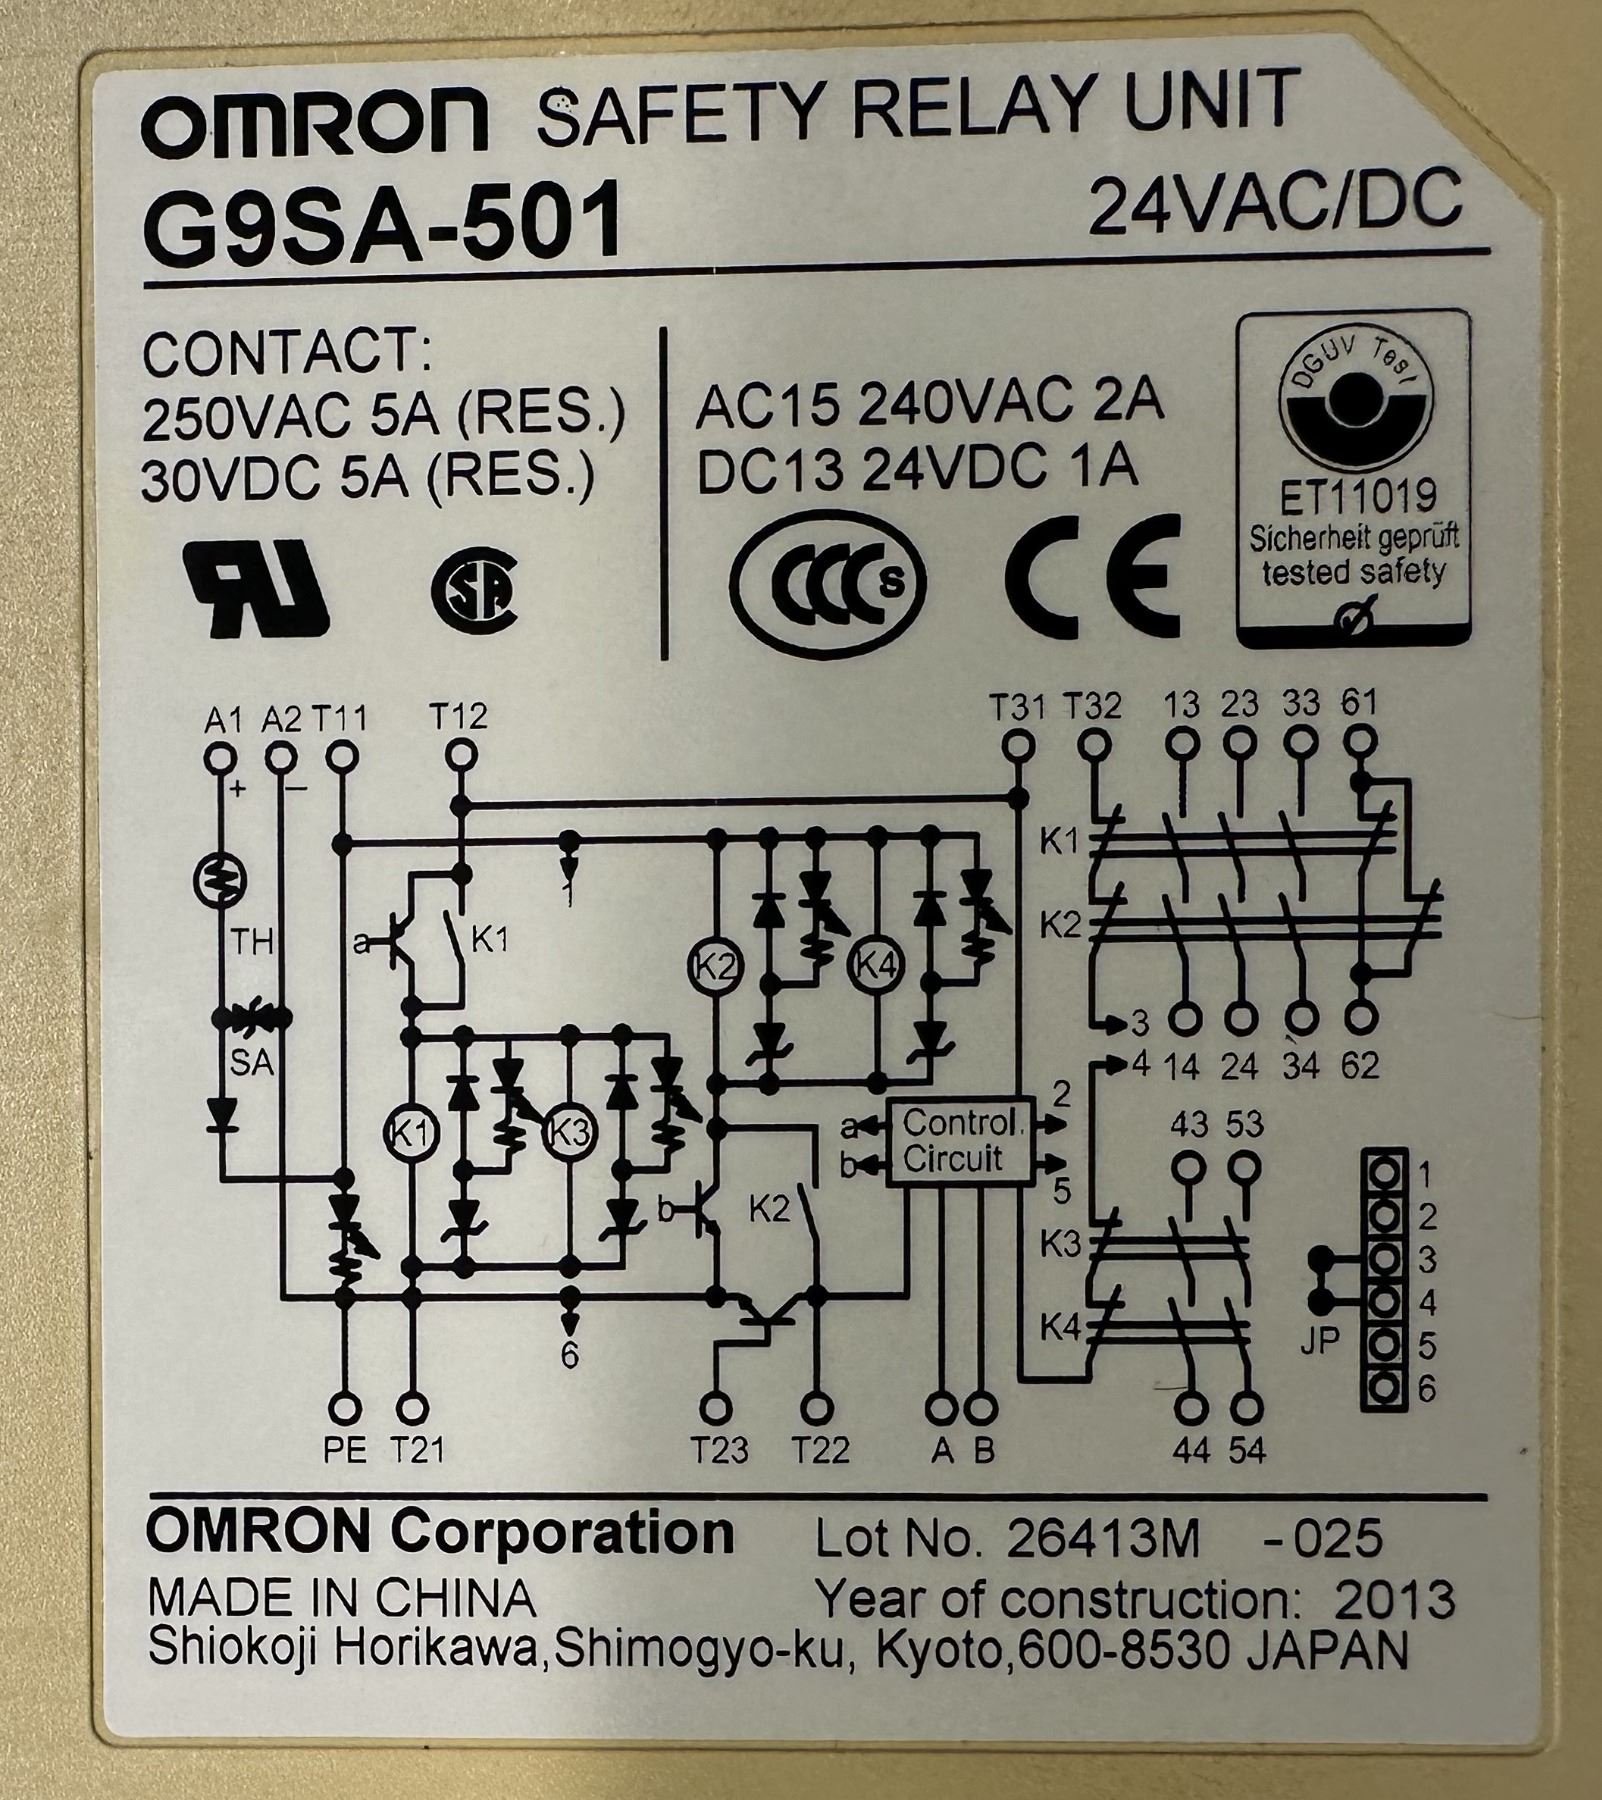 OMRON SAFETY RELAY UNIT
G9SA-501 24VAC/DC
CONTACT:
250VAC 5A (RES.)
30VDC 5A (RES.)
AC15 240VAC 2A
DC13 24VDC 1A
DGUV Test
ET11019
Sicherheit geprüft
tested safety
RU
SA
CCC S
CE
A1 A2 T11 T12 T31 T32 13 23 33 61
+ −
K1
1
K2
TH
a K1
K2 K4
3 14 24 34 62
4
SA
K1 K3
2
a Control
b Circuit
5
43 53
1
2
3
4
5
6
JP
b K2
K3
K4
6
PE T21 T23 T22 A B 44 54
OMRON Corporation Lot No. 26413M -025
MADE IN CHINA Year of construction: 2013
Shiokoji Horikawa,Shimogyo-ku, Kyoto,600-8530 JAPAN